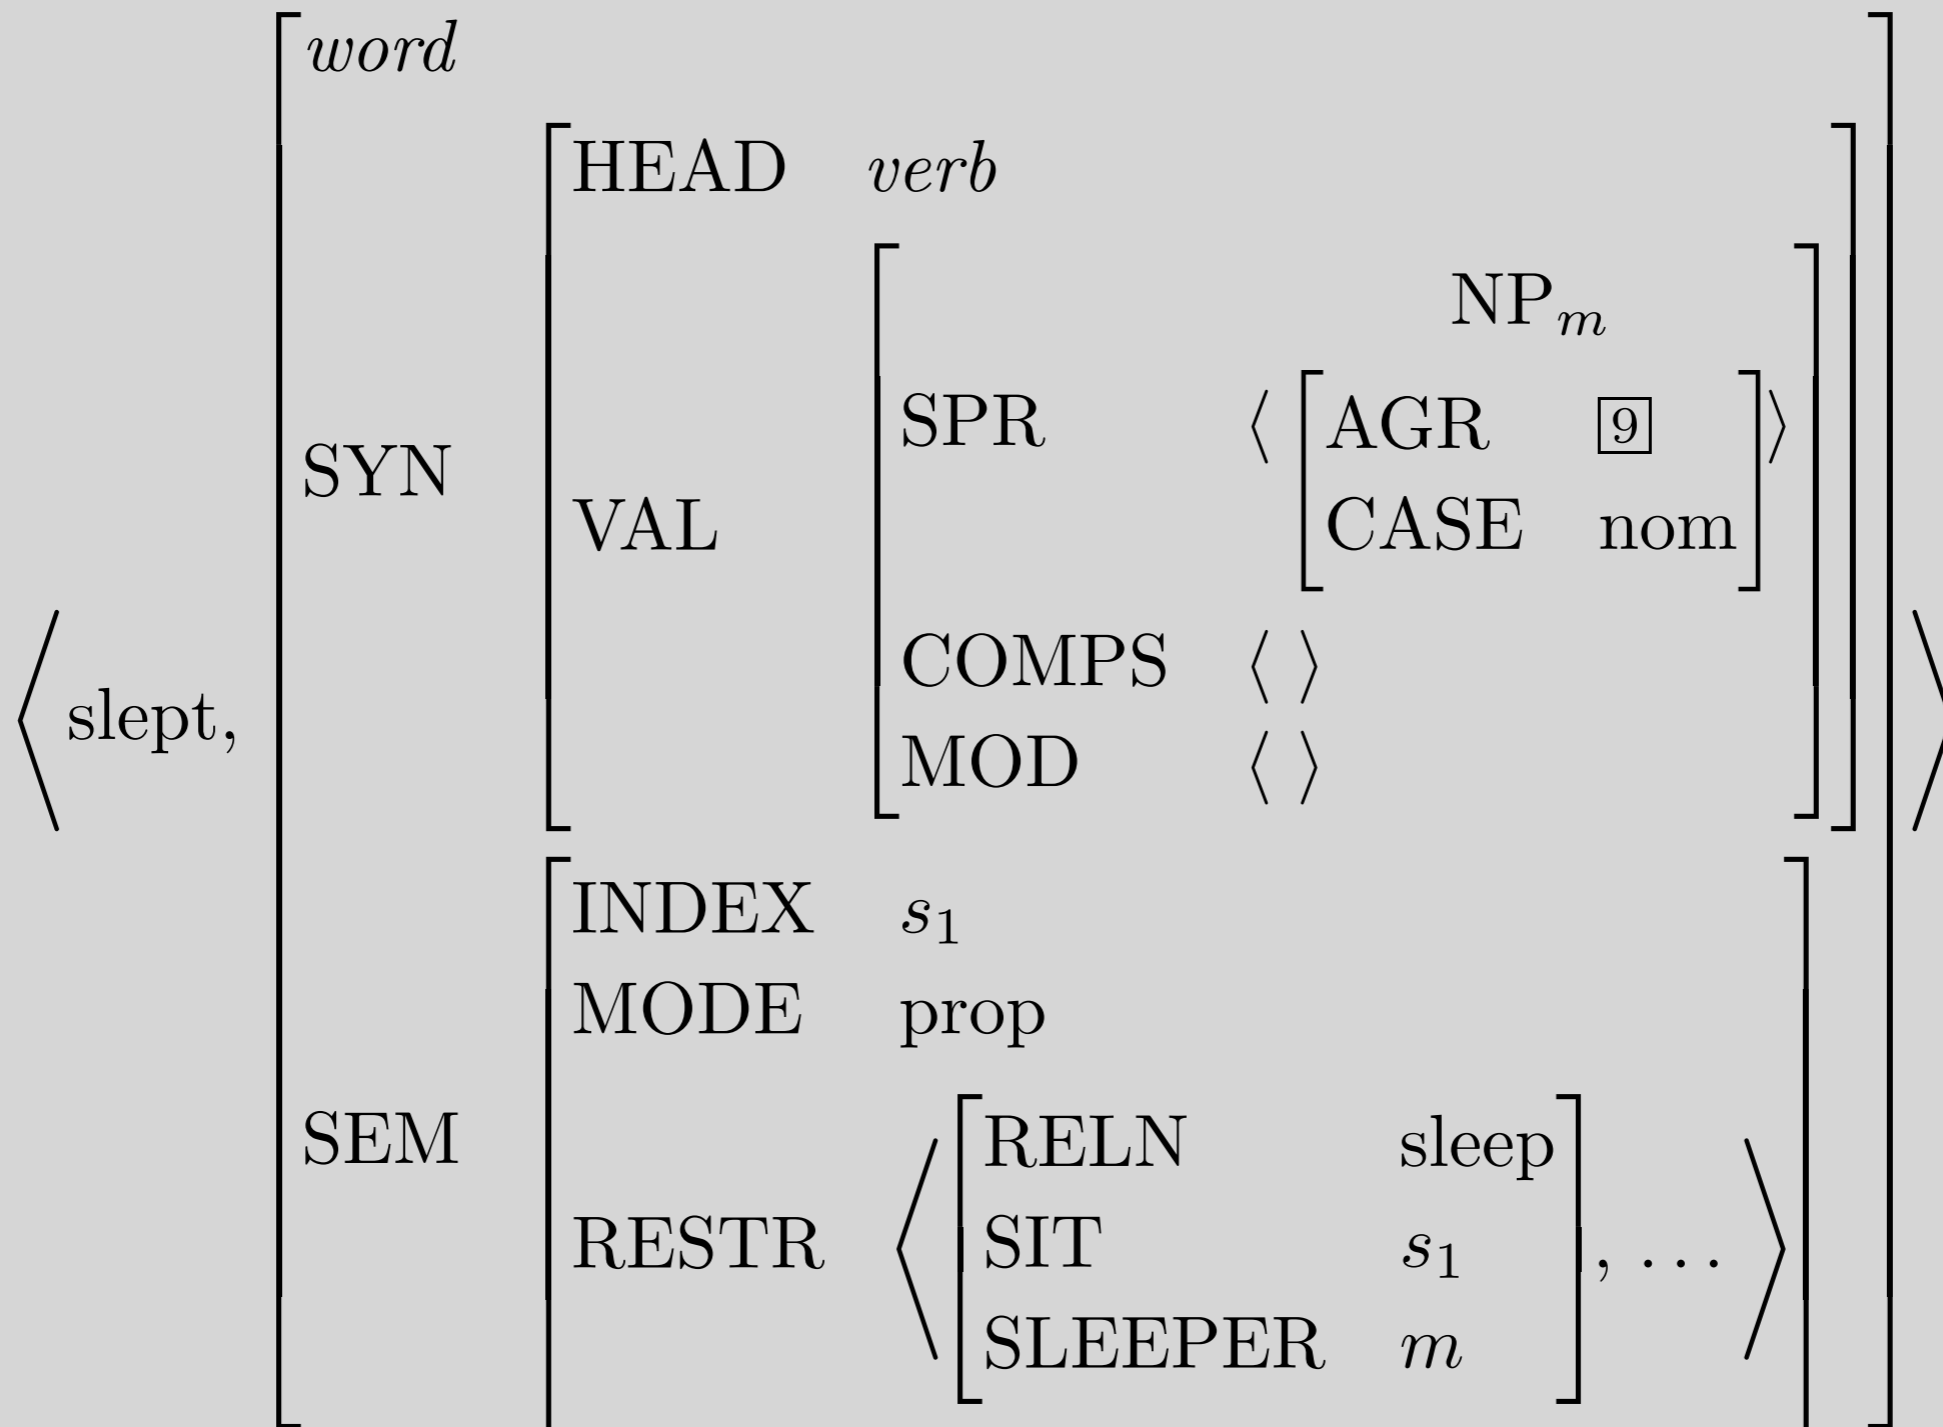 word
HEAD verb
NP_m
SPR ⟨ [AGR 9] ⟩
SYN
VAL
CASE nom
COMPS ⟨ ⟩
slept,
MOD ⟨ ⟩
INDEX s_1
MODE prop
RELN sleep
SEM
RESTR ⟨ SIT s_1 , … ⟩
SLEEPER m